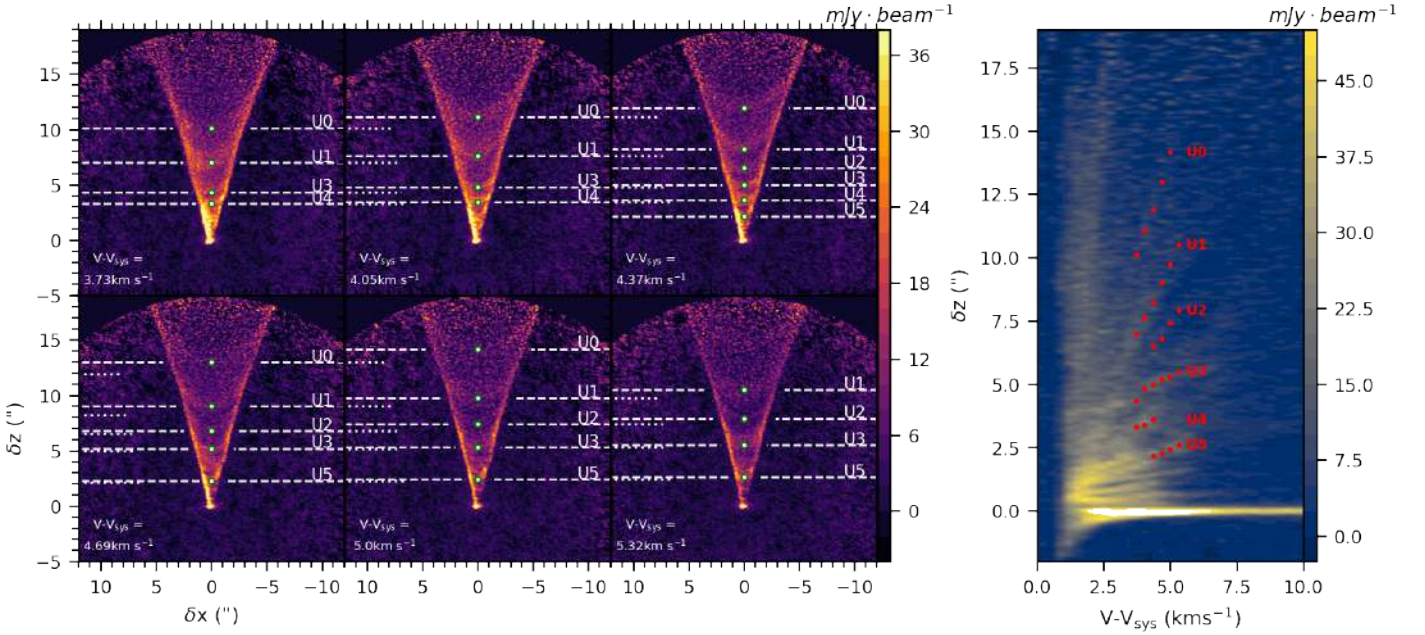 mJy · beam⁻¹
mJy · beam⁻¹
15
10
5
0
−5
U0
U1
U3
U4
V-Vsys =
3.73km s⁻¹
U0
U1
U3
U4
V-Vsys =
4.05km s⁻¹
U0
U1
U2
U3
U4
U5
V-Vsys =
4.37km s⁻¹
15
10
5
0
−5
U0
U1
U2
U3
U5
V-Vsys =
4.69km s⁻¹
U0
U1
U2
U3
U5
V-Vsys =
5.0km s⁻¹
U0
U1
U2
U3
U5
V-Vsys =
5.32km s⁻¹
10
5
0
−5
−10
10
5
0
−5
−10
10
5
0
−5
−10
δx (")
δz (")
36
30
24
18
12
6
0
δz (")
17.5
15.0
12.5
10.0
7.5
5.0
2.5
0.0
U0
U1
U2
U3
U4
U5
0.0
2.5
5.0
7.5
10.0
V-Vsys (kms⁻¹)
45.0
37.5
30.0
22.5
15.0
7.5
0.0